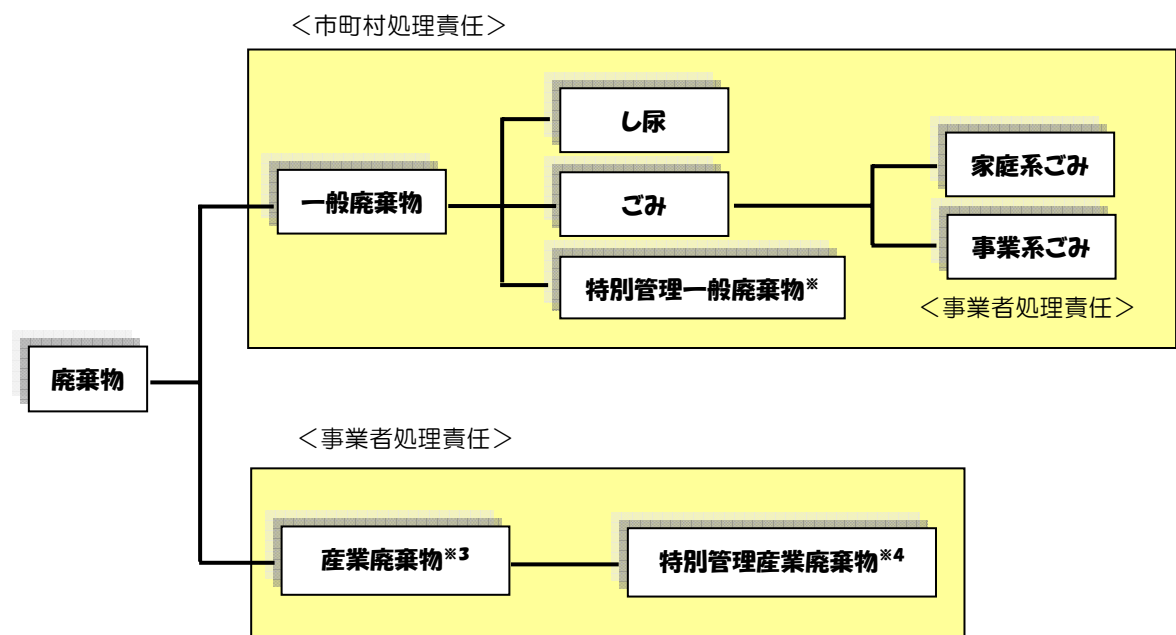 ＜市町村処理責任＞
し尿
家庭系ごみ
一般廃棄物
ごみ
事業系ごみ
特別管理一般廃棄物※
＜事業者処理責任＞
廃棄物
＜事業者処理責任＞
産業廃棄物※3
特別管理産業廃棄物※4